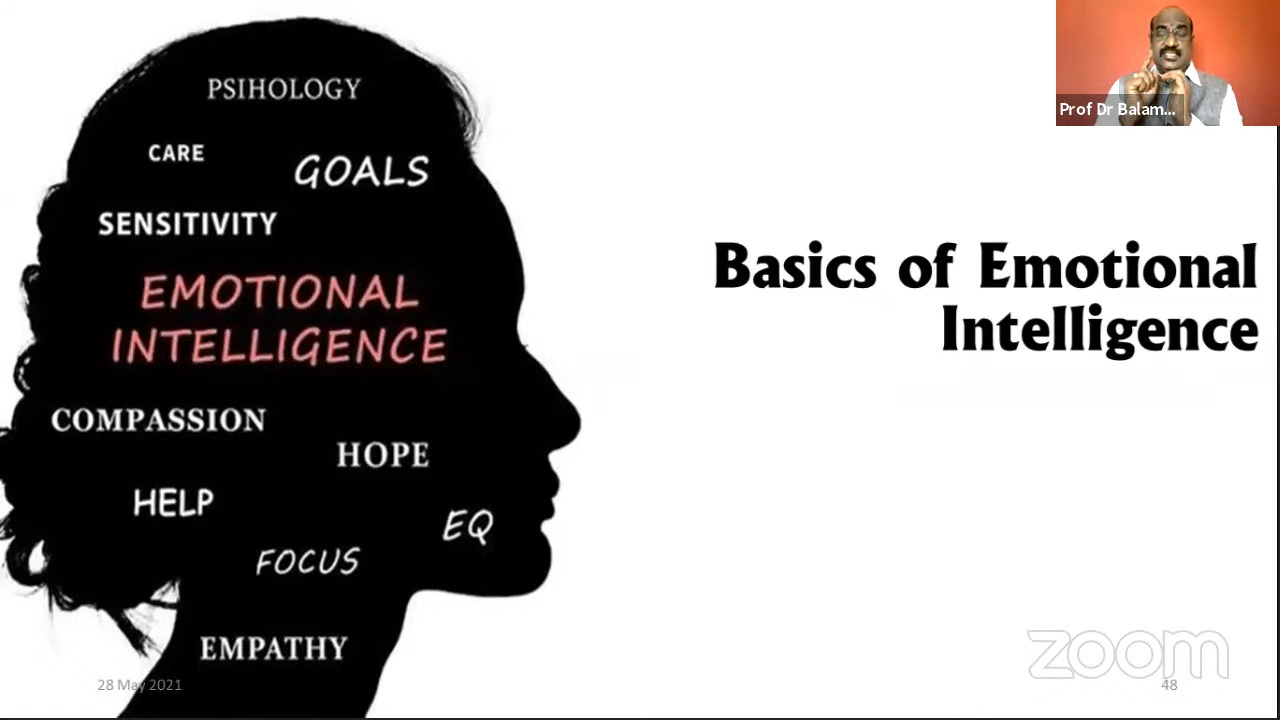 PSIHOLOGY
CARE
GOALS
SENSITIVITY
EMOTIONAL
INTELLIGENCE
COMPASSION
HOPE
HELP
EQ
FOCUS
EMPATHY
28 May 2021
Basics of Emotional
Intelligence
Prof Dr Balam...
zoom
48